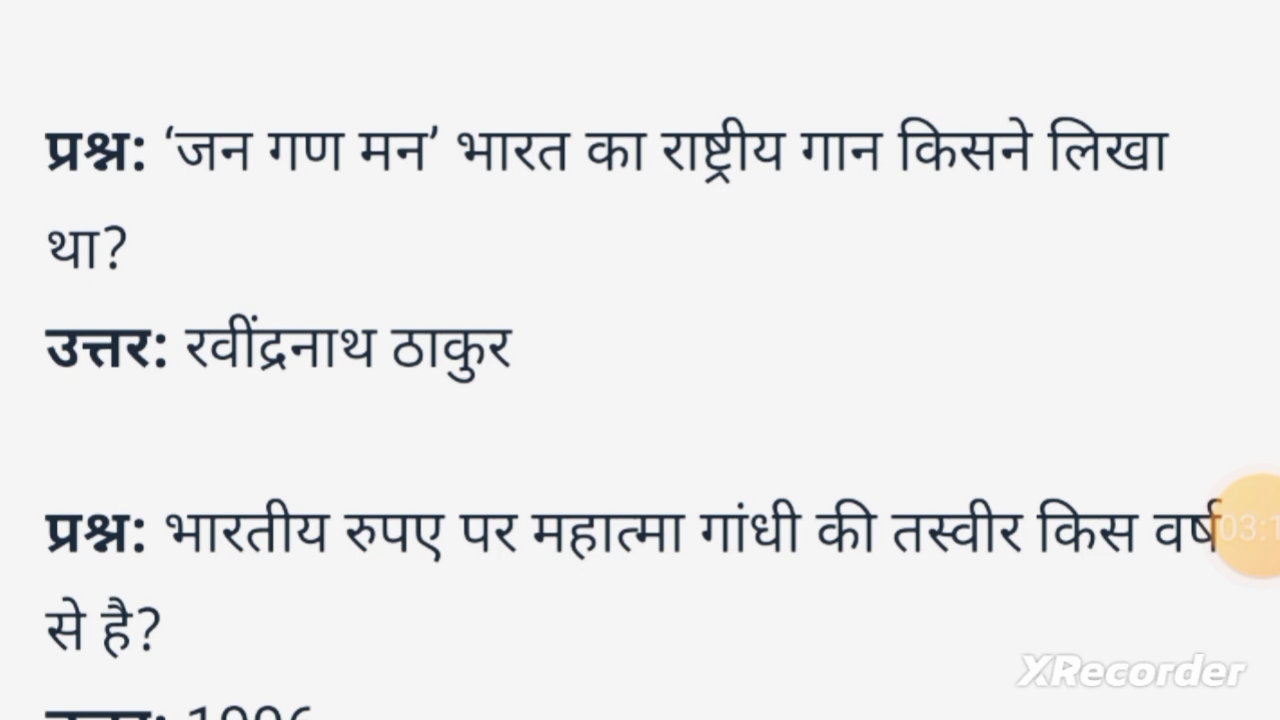 प्रश्न: ‘जन गण मन’ भारत का राष्ट्रीय गान किसने लिखा
था?
उत्तर: रवींद्रनाथ ठाकुर
प्रश्न: भारतीय रुपए पर महात्मा गांधी की तस्वीर किस वर्ष
से है?
XRecorder